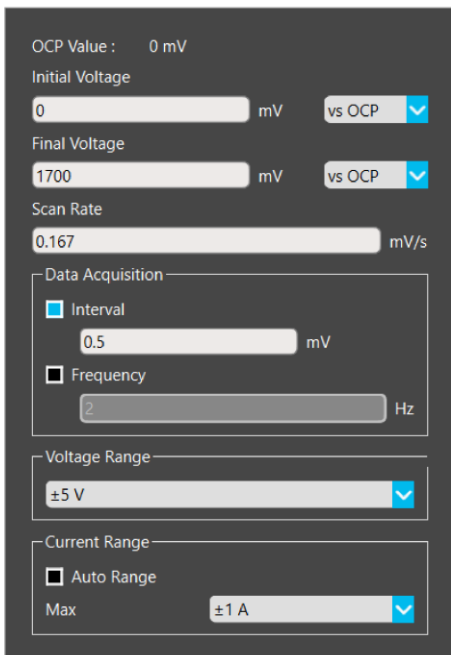 OCP Value : 0 mV
Initial Voltage
0 mV vs OCP
Final Voltage
1700 mV vs OCP
Scan Rate
0.167 mV/s
Data Acquisition
Interval
0.5 mV
Frequency
2 Hz
Voltage Range
±5 V
Current Range
Auto Range
Max ±1 A